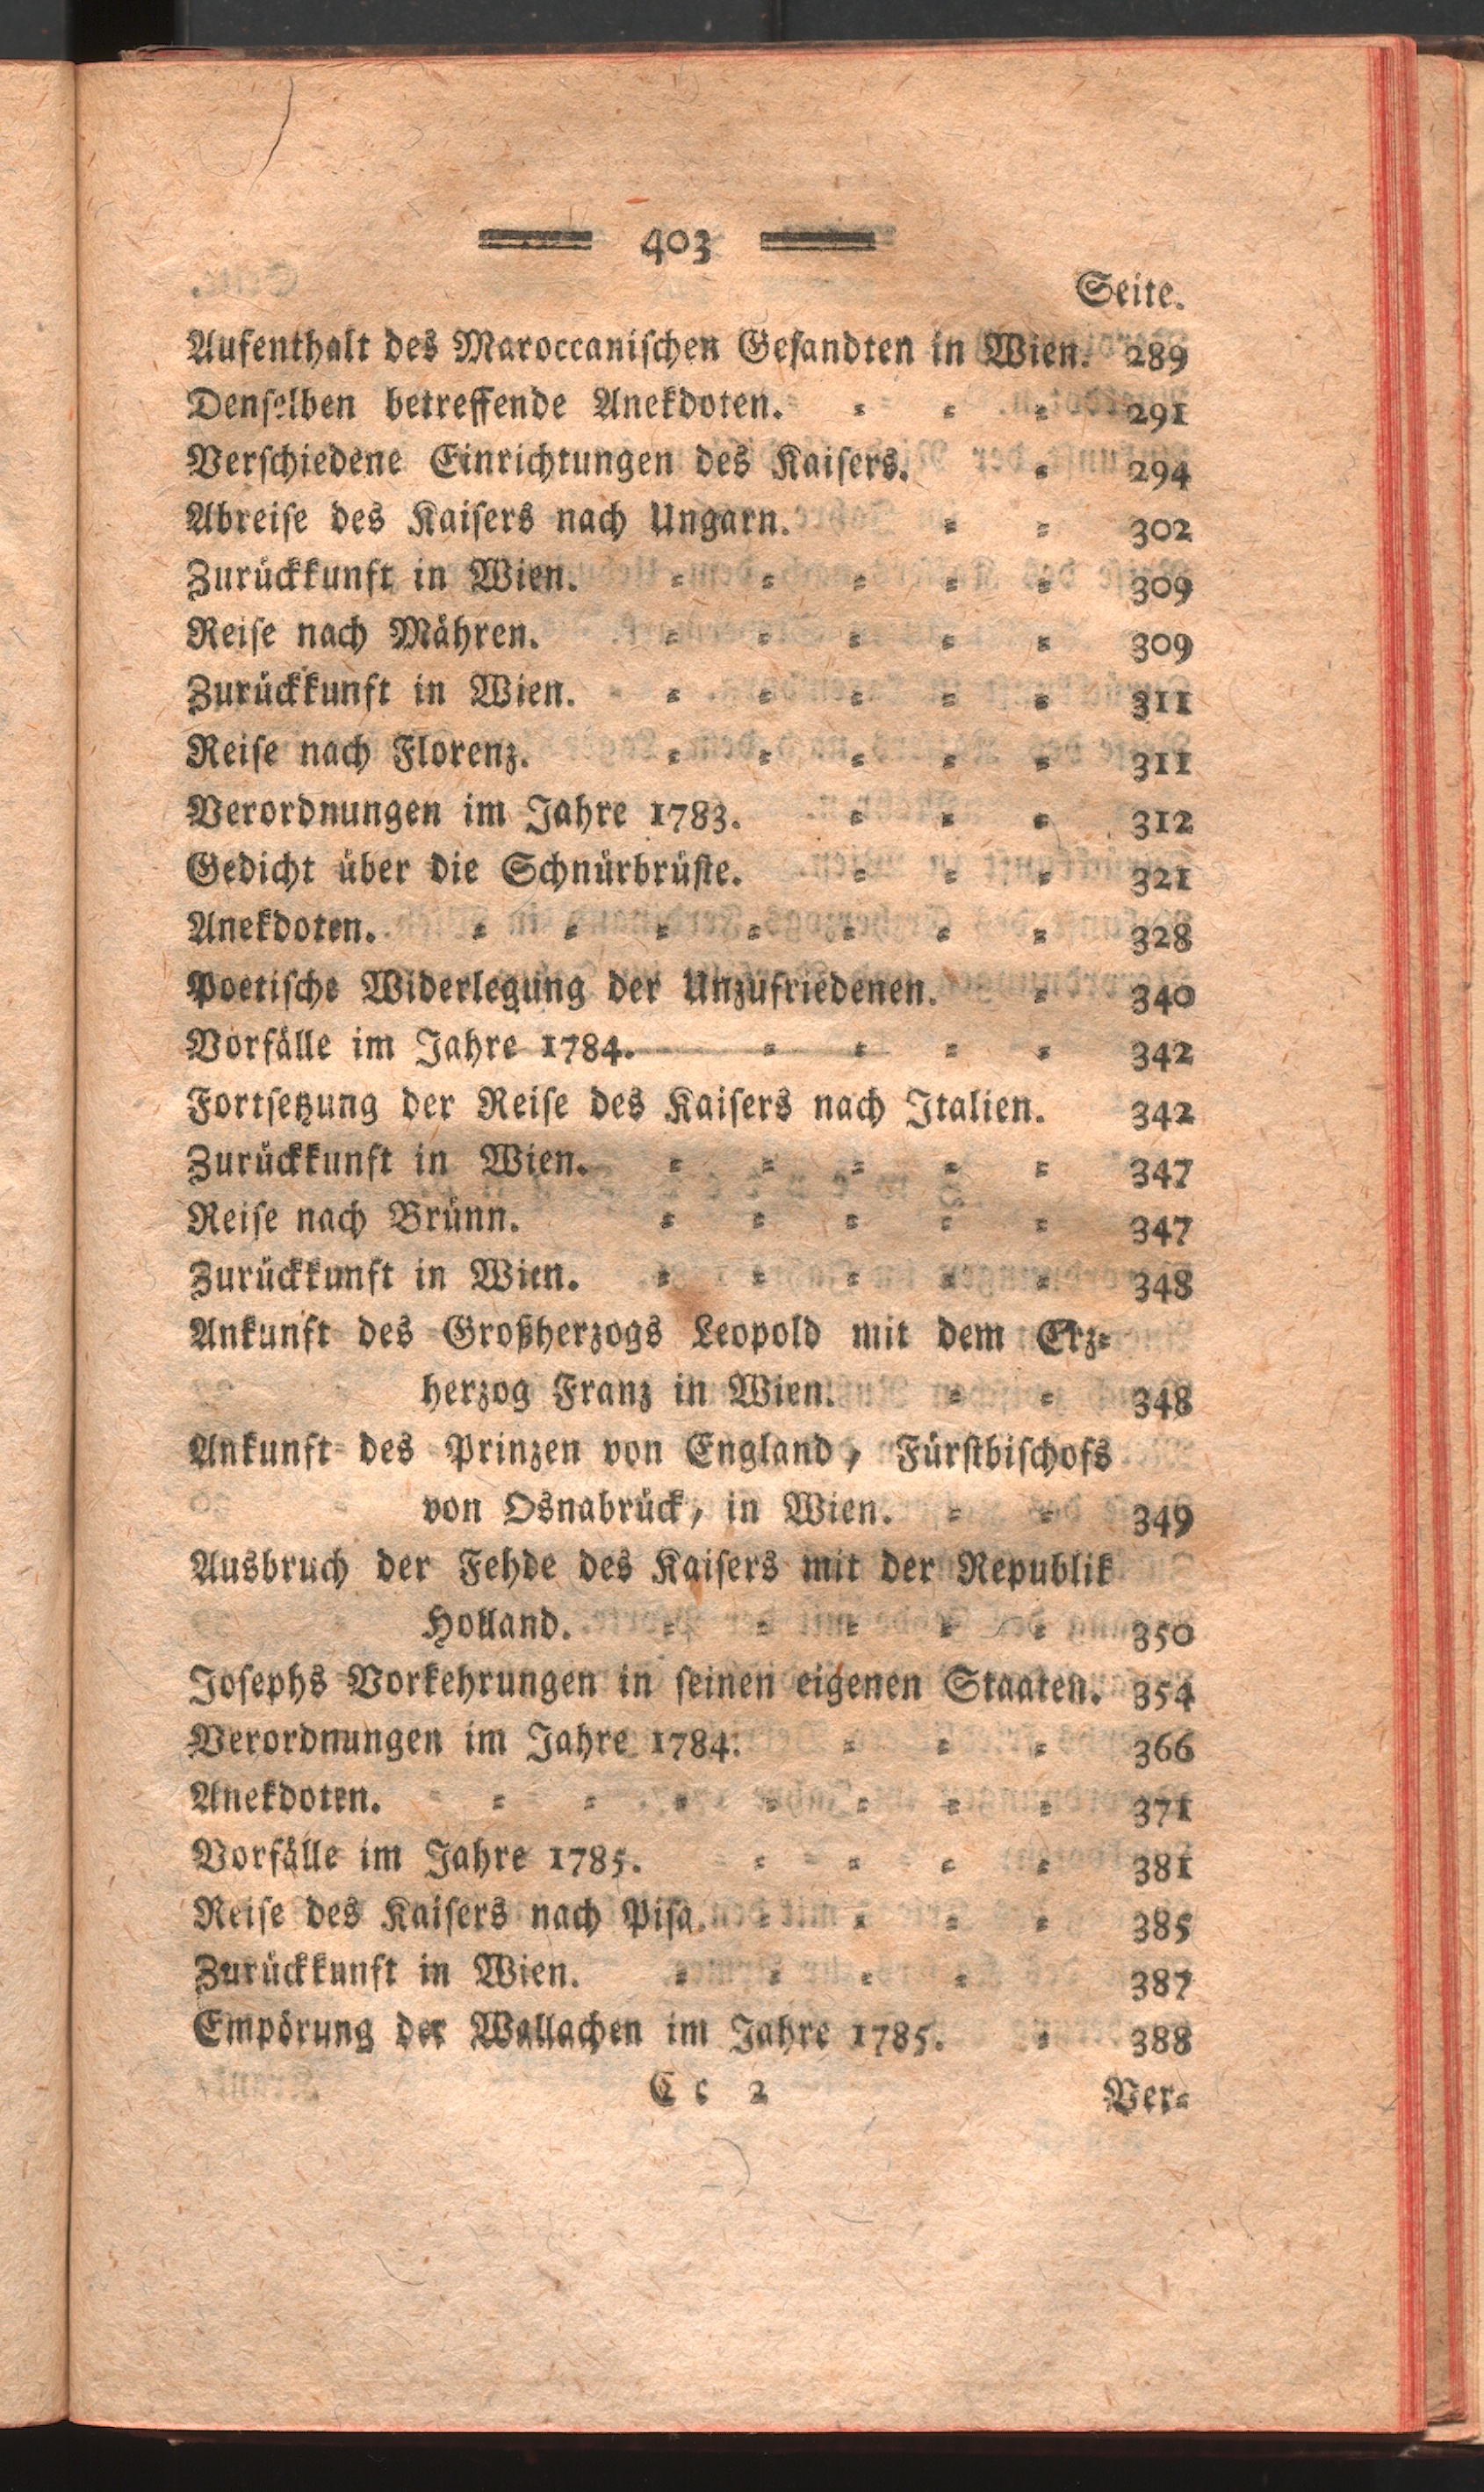 403
Seite.
Aufenthalt des Maroccanischen Gesandten in Wien. 289
Denselben betreffende Anekdoten. = = = 291
Verschiedene Einrichtungen des Kaisers. = 294
Abreise des Kaisers nach Ungarn. = = 302
Zurückkunft in Wien. = = = = = 309
Reise nach Mähren. = = = = = 309
Zurückkunft in Wien. = = = = = 311
Reise nach Florenz. = = = = = 311
Verordnungen im Jahre 1783. = = = 312
Gedicht über die Schnürbrüste. = = = 321
Anekdoten. = = = = = = = 328
Poetische Widerlegung der Unzufriedenen. = 340
Vorfälle im Jahre 1784. = = = = 342
Fortsetzung der Reise des Kaisers nach Italien. 342
Zurückkunft in Wien. = = = = = 347
Reise nach Brünn. = = = = = 347
Zurückkunft in Wien. = = = = = 348
Ankunft des Großherzogs Leopold mit dem Erz=
herzog Franz in Wien. = = 348
Ankunft des Prinzen von England, Fürstbischofs
von Osnabrück, in Wien. = = 349
Ausbruch der Fehde des Kaisers mit der Republik
Holland. = = = = = 350
Josephs Vorkehrungen in seinen eigenen Staaten. 354
Verordnungen im Jahre 1784. = = = 366
Anekdoten. = = = = = = = 371
Vorfälle im Jahre 1785. = = = = 381
Reise des Kaisers nach Pisa. = = = = 385
Zurückkunft in Wien. = = = = 387
Empörung der Wallachen im Jahre 1785. = 388
Cc 2 Ver=